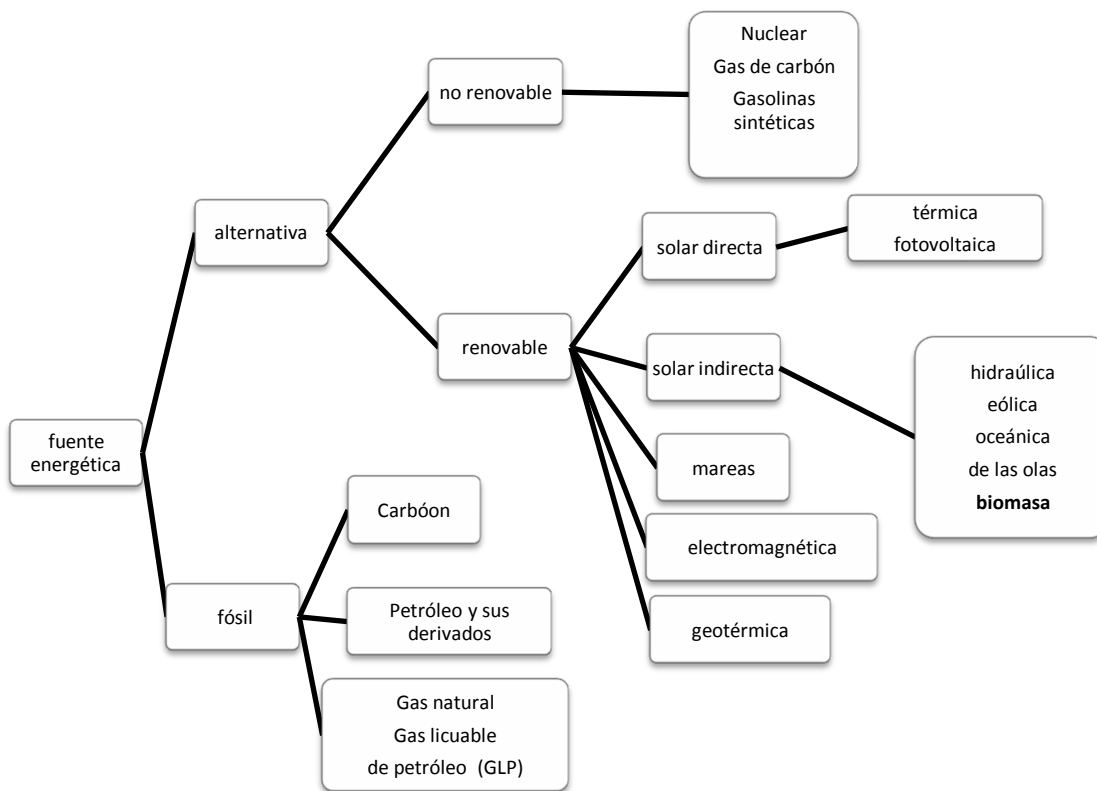 Nuclear
Gas de carbón
Gasolinas
sintéticas
no renovable
alternativa
solar directa
térmica
fotovoltaica
renovable
solar indirecta
hidraúlica
eólica
oceánica
de las olas
biomasa
fuente
energética
mareas
Carbóon
electromagnética
fósil
Petróleo y sus
derivados
geotérmica
Gas natural
Gas licuable
de petróleo (GLP)